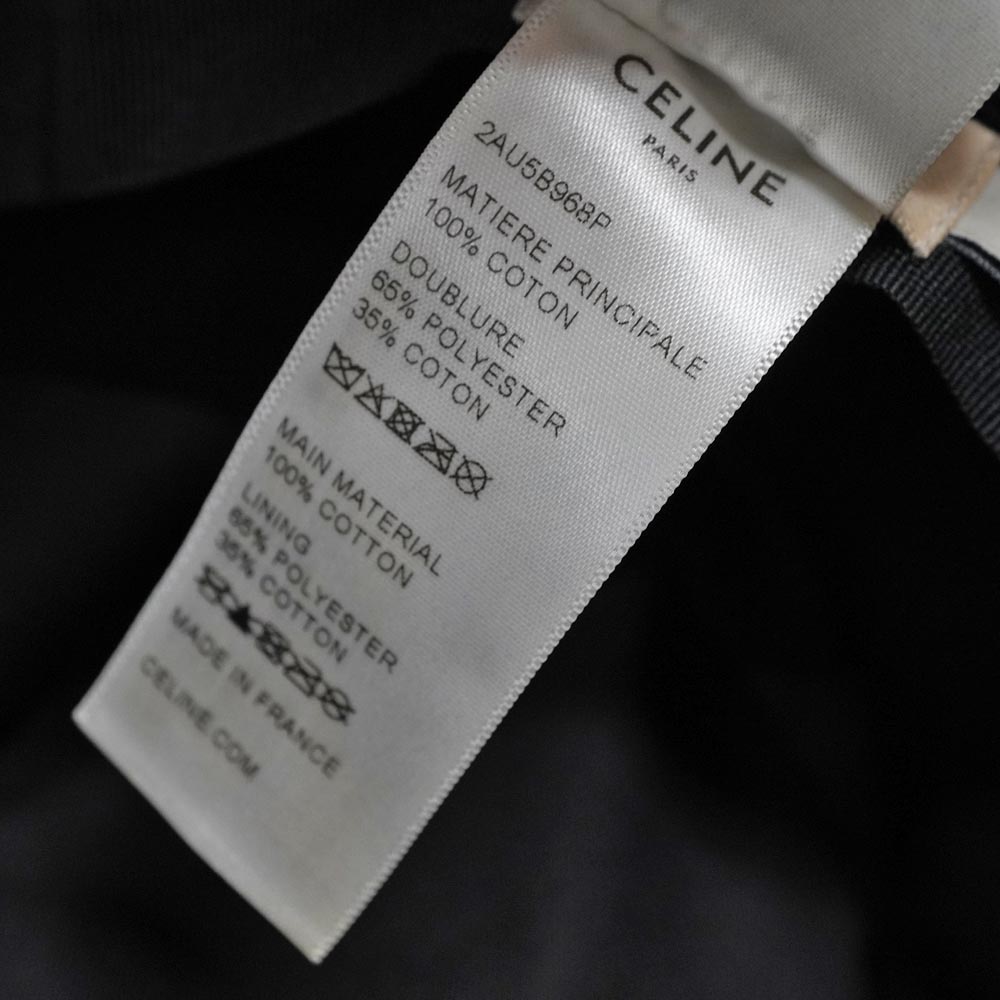 CELINE
PARIS
2AU5B968P
MATIERE PRINCIPALE
100% COTON
DOUBLURE
65% POLYESTER
35% COTON
MAIN MATERIAL
100% COTTON
LINING
65% POLYESTER
35% COTTON
MADE IN FRANCE
CELINE.COM